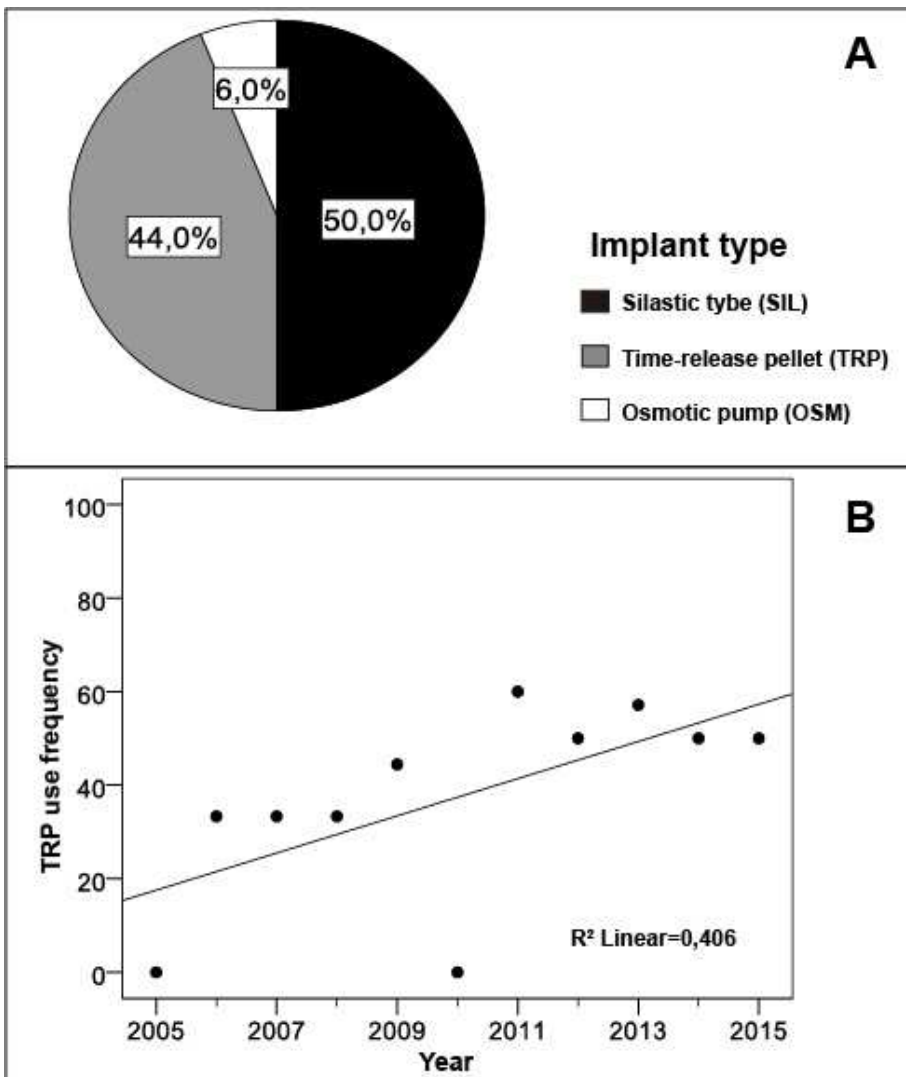 A
6,0%
44,0%
50,0%
Implant type
Silastic tybe (SIL)
Time-release pellet (TRP)
Osmotic pump (OSM)
B
100
80
60
40
20
0
TRP use frequency
R² Linear=0,406
2005 2007 2009 2011 2013 2015
Year